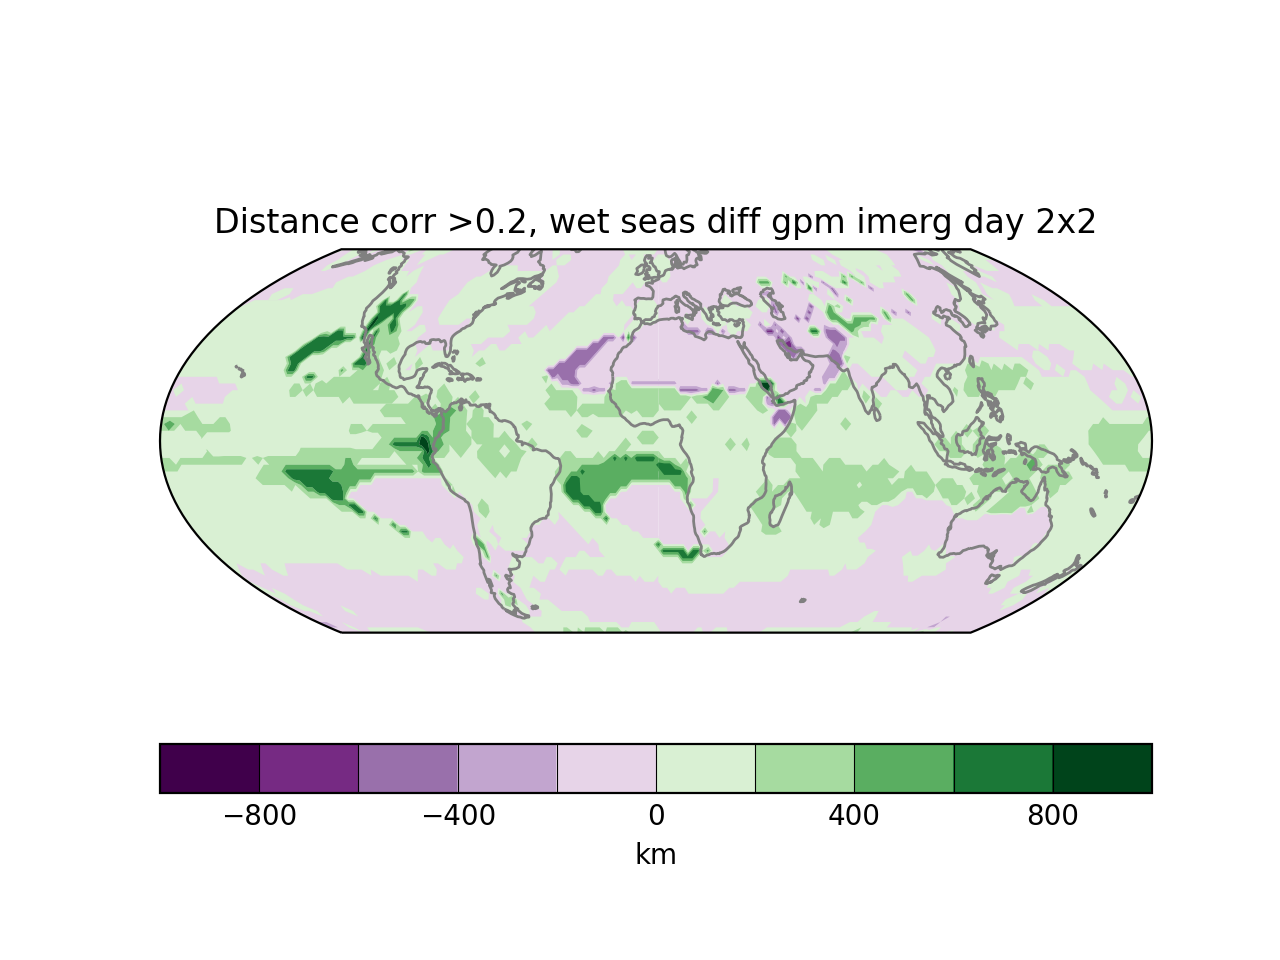 Distance corr >0.2, wet seas diff gpm imerg day 2x2
−800 −400 0 400 800
km